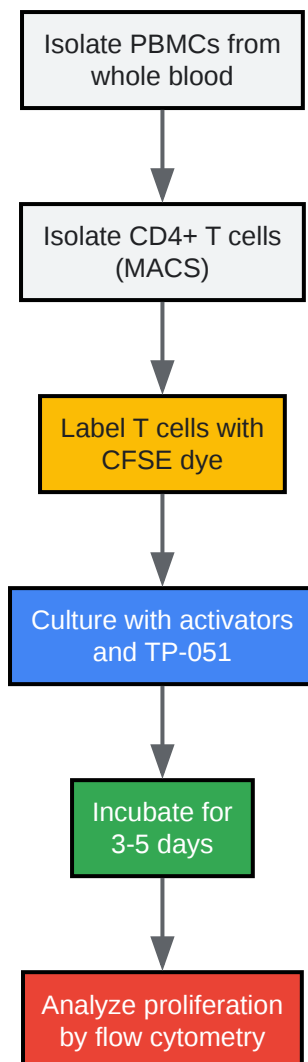 Isolate PBMCs from
whole blood
Isolate CD4+ T cells
(MACS)
Label T cells with
CFSE dye
Culture with activators
and TP-051
Incubate for
3-5 days
Analyze proliferation
by flow cytometry